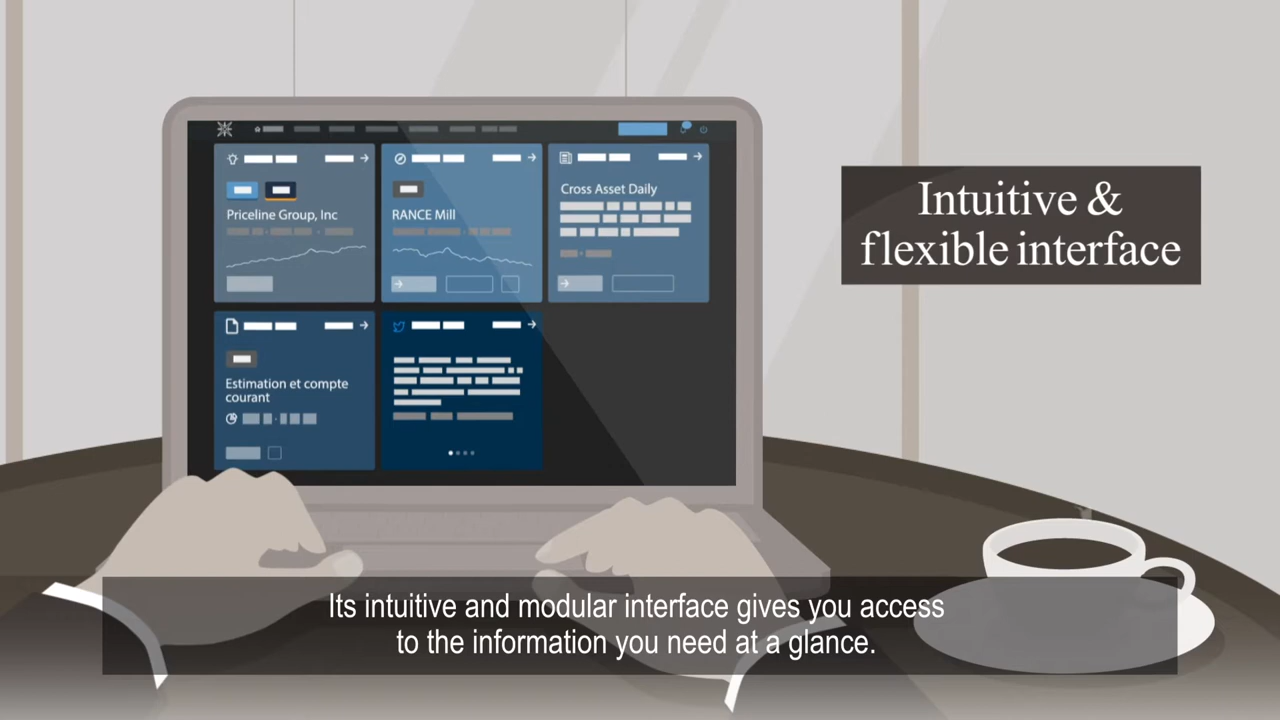 Priceline Group, Inc
RANCE Mill
Cross Asset Daily
Estimation et compte
courant
Intuitive &
flexible interface
Its intuitive and modular interface gives you access
to the information you need at a glance.